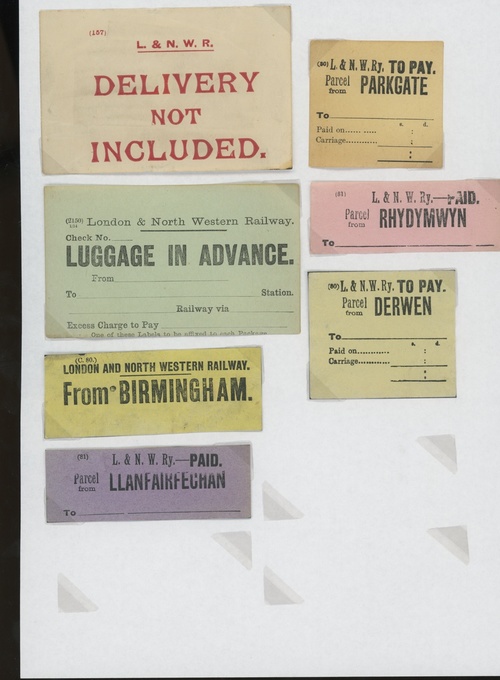 (157)
L. & N. W. R.
DELIVERY
NOT
INCLUDED.
(2150)
London & North Western Railway.
Check No.
LUGGAGE IN ADVANCE.
From
To Station.
Railway via
Excess Charge to Pay
One of these Labels to be affixed to each Package
(C. 80.)
LONDON AND NORTH WESTERN RAILWAY.
From BIRMINGHAM.
(81)
L. & N. W. Ry.—PAID.
Parcel from LLANFAIRFECHAN
To
(80) L. & N. W. Ry. TO PAY.
Parcel from PARKGATE
To
s. d.
Paid on........... :
Carriage............ :
:
(81)
L. & N. W. Ry.—PAID.
Parcel from RHYDYMWYN
To
(80) L. & N. W. Ry. TO PAY.
Parcel from DERWEN
To
s. d.
Paid on............ :
Carriage............ :
: